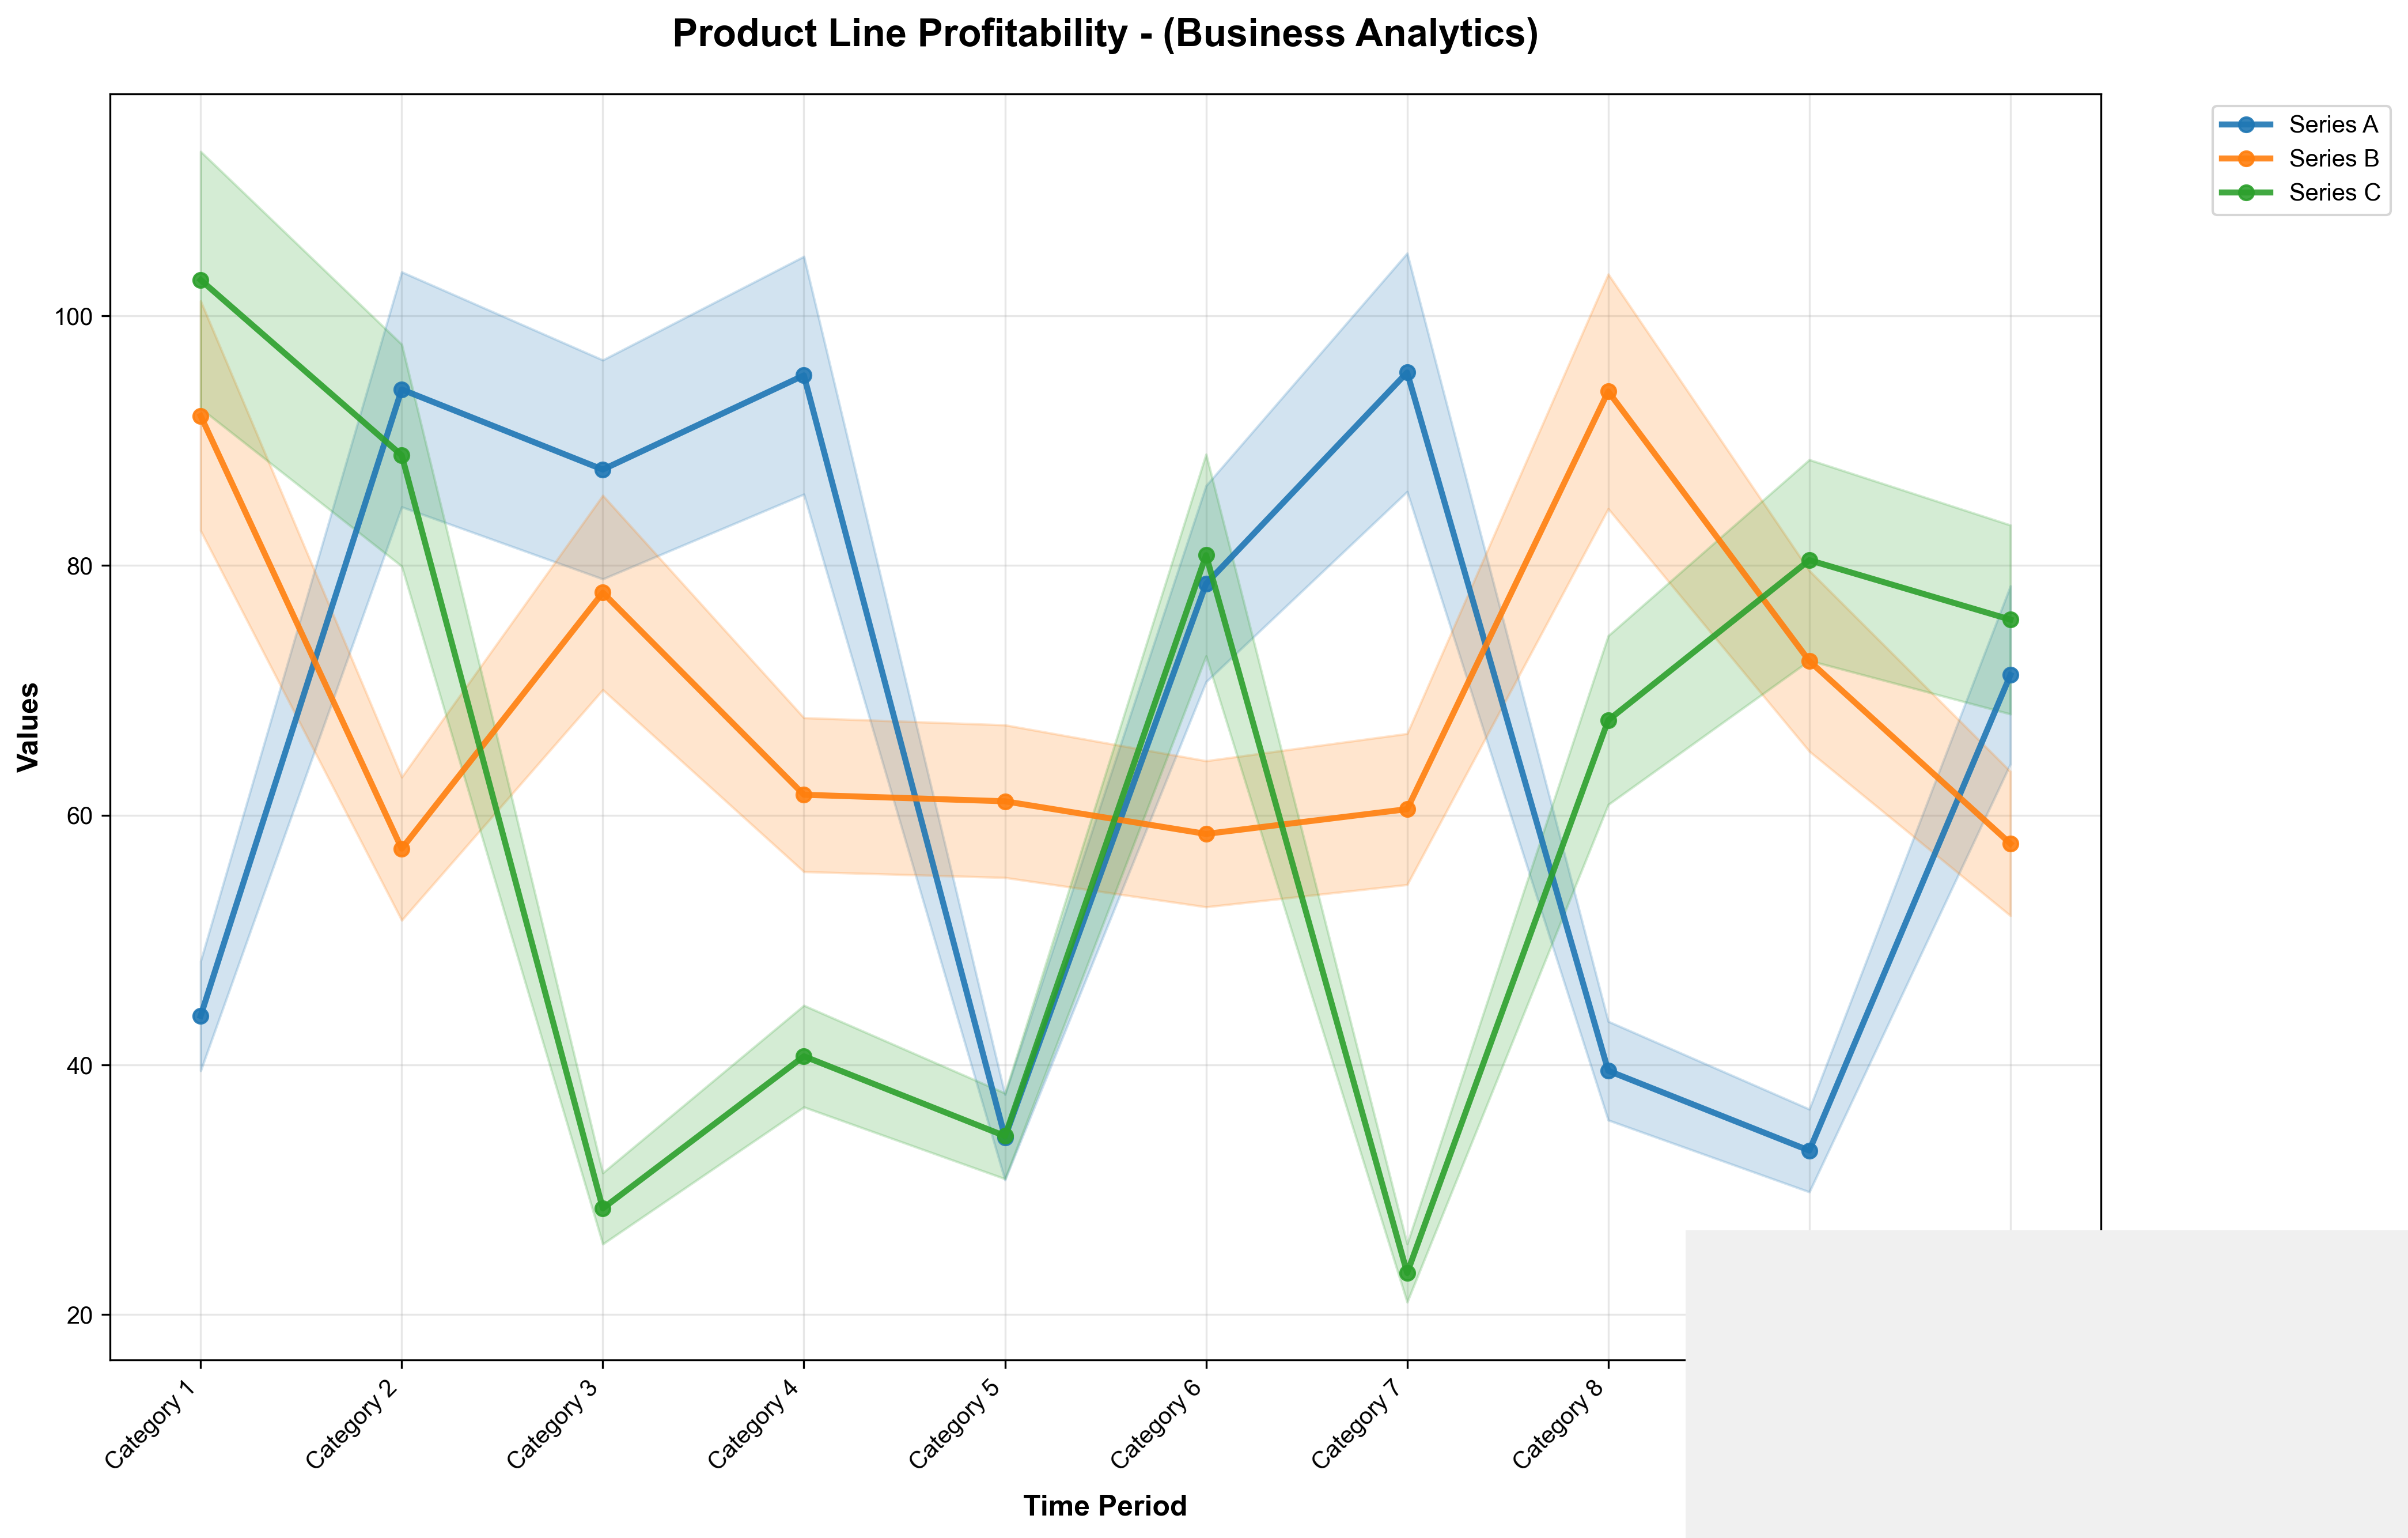 Product Line Profitability - (Business Analytics)
Series A
Series B
Series C
Values
100
80
60
40
20
Category 1
Category 2
Category 3
Category 4
Category 5
Category 6
Category 7
Category 8
Time Period